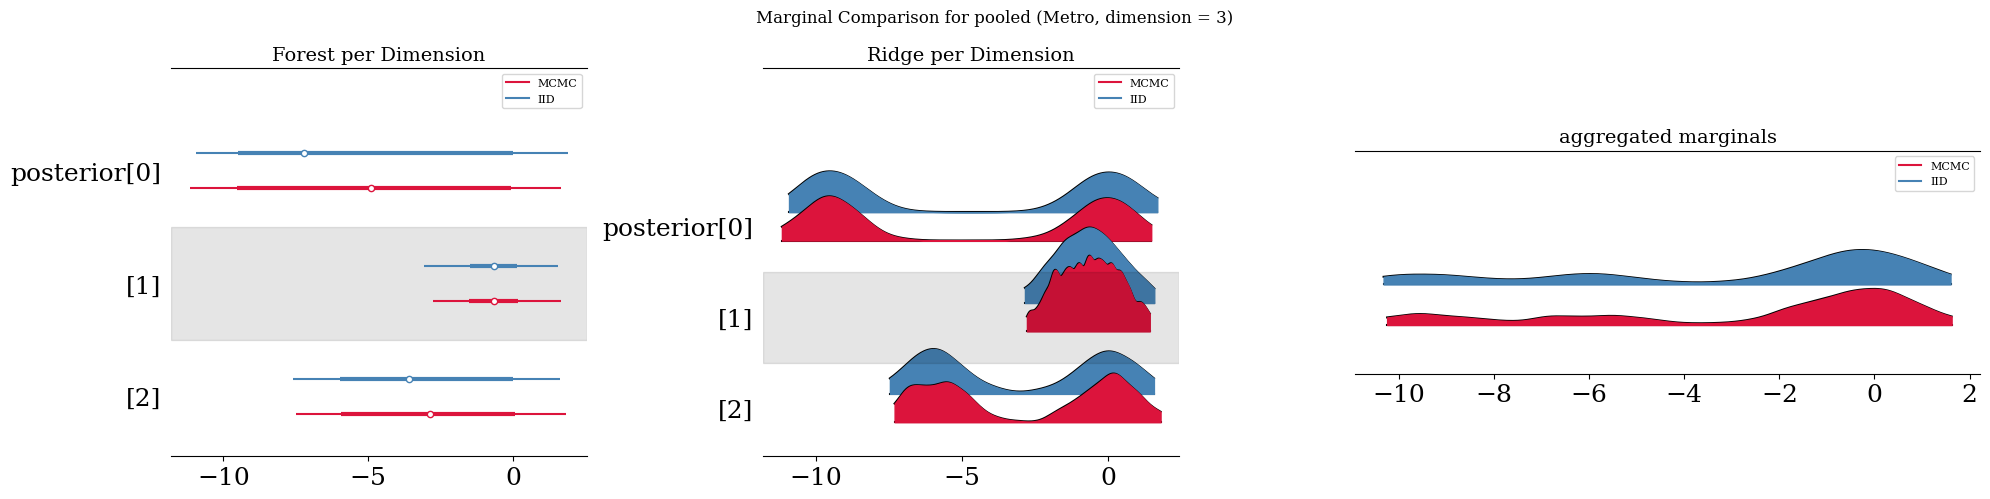 Marginal Comparison for pooled (Metro, dimension = 3)
Forest per Dimension
MCMC
IID
posterior[0]
[1]
[2]
−10 −5 0
Ridge per Dimension
MCMC
IID
posterior[0]
[1]
[2]
−10 −5 0
aggregated marginals
MCMC
IID
−10 −8 −6 −4 −2 0 2